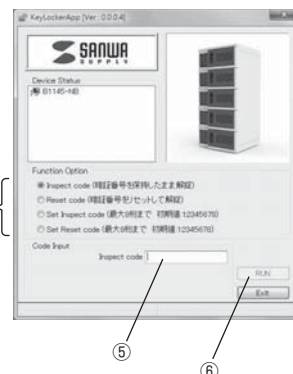 KeyLockerApp (Ver : 0.0.0.4)
SANWA
SUPPLY
Device Status
81145-NB
Function Option
Inspect code (暗証番号を保持したまま解錠)
Reset code (暗証番号をリセットして解錠)
Set Inspect code (最大8桁まで 初期値 12345678)
Set Reset code (最大8桁まで 初期値 12345678)
Code Input
Inspect code
RUN
Exit
⑤
⑥